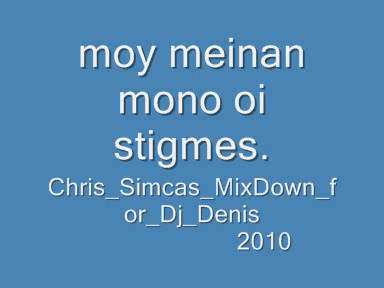 moy meinan
mono oi
stigmes.
Chris_Simcas_MixDown_f
or_Dj_Denis
2010